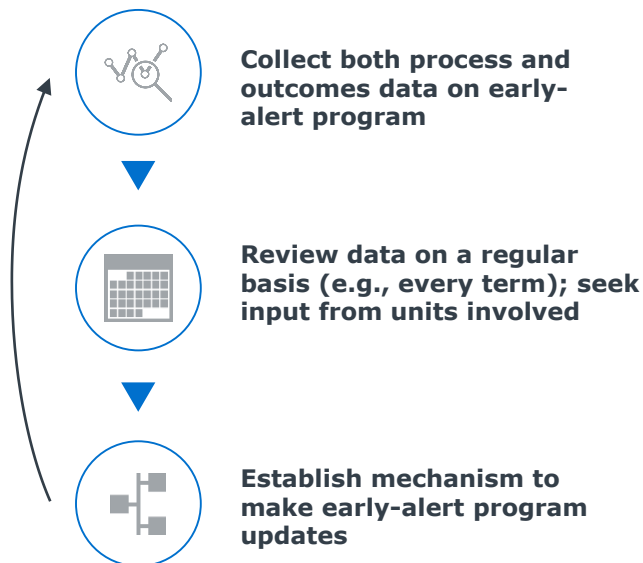 Collect both process and
outcomes data on early-
alert program
Review data on a regular
basis (e.g., every term); seek
input from units involved
Establish mechanism to
make early-alert program
updates